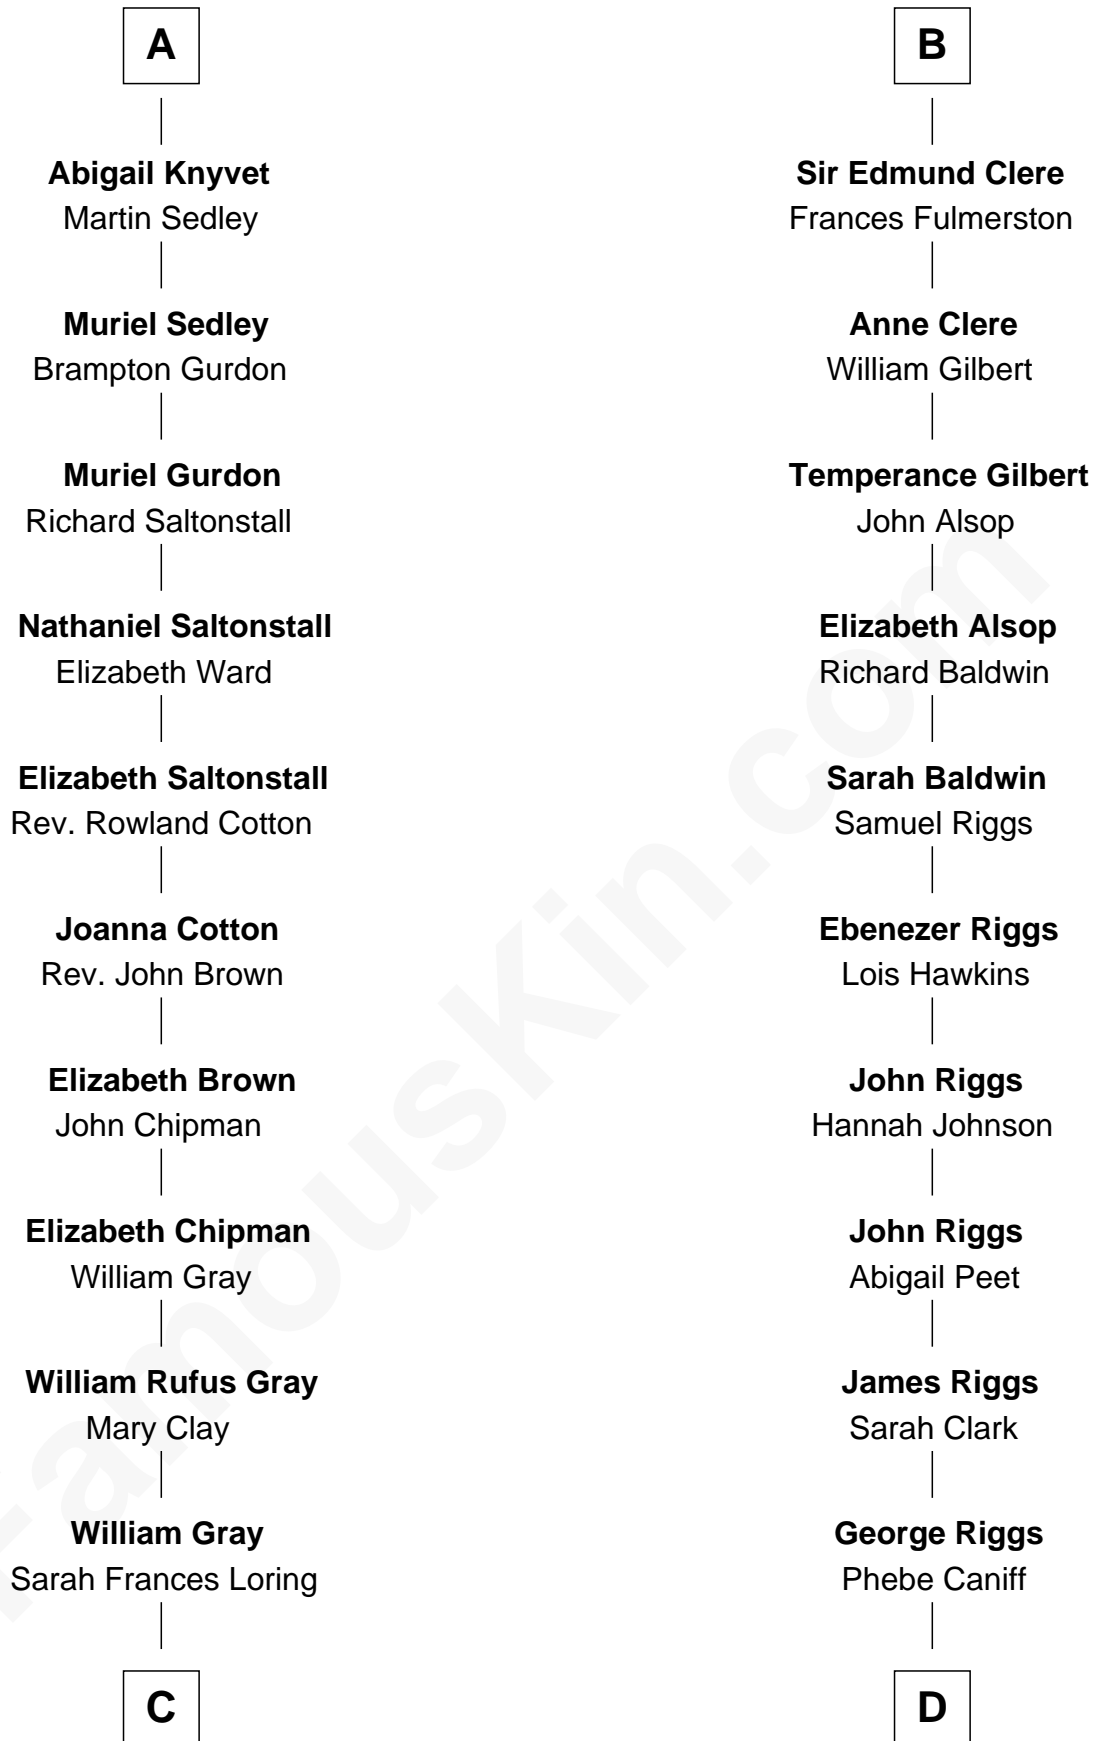 A
Abigail Knyvet
Martin Sedley
Muriel Sedley
Brampton Gurdon
Muriel Gurdon
Richard Saltonstall
Nathaniel Saltonstall
Elizabeth Ward
Elizabeth Saltonstall
Rev. Rowland Cotton
Joanna Cotton
Rev. John Brown
Elizabeth Brown
John Chipman
Elizabeth Chipman
William Gray
William Rufus Gray
Mary Clay
William Gray
Sarah Frances Loring
C
B
Sir Edmund Clere
Frances Fulmerston
Anne Clere
William Gilbert
Temperance Gilbert
John Alsop
Elizabeth Alsop
Richard Baldwin
Sarah Baldwin
Samuel Riggs
Ebenezer Riggs
Lois Hawkins
John Riggs
Hannah Johnson
John Riggs
Abigail Peet
James Riggs
Sarah Clark
George Riggs
Phebe Caniff
D
FamousKin.com